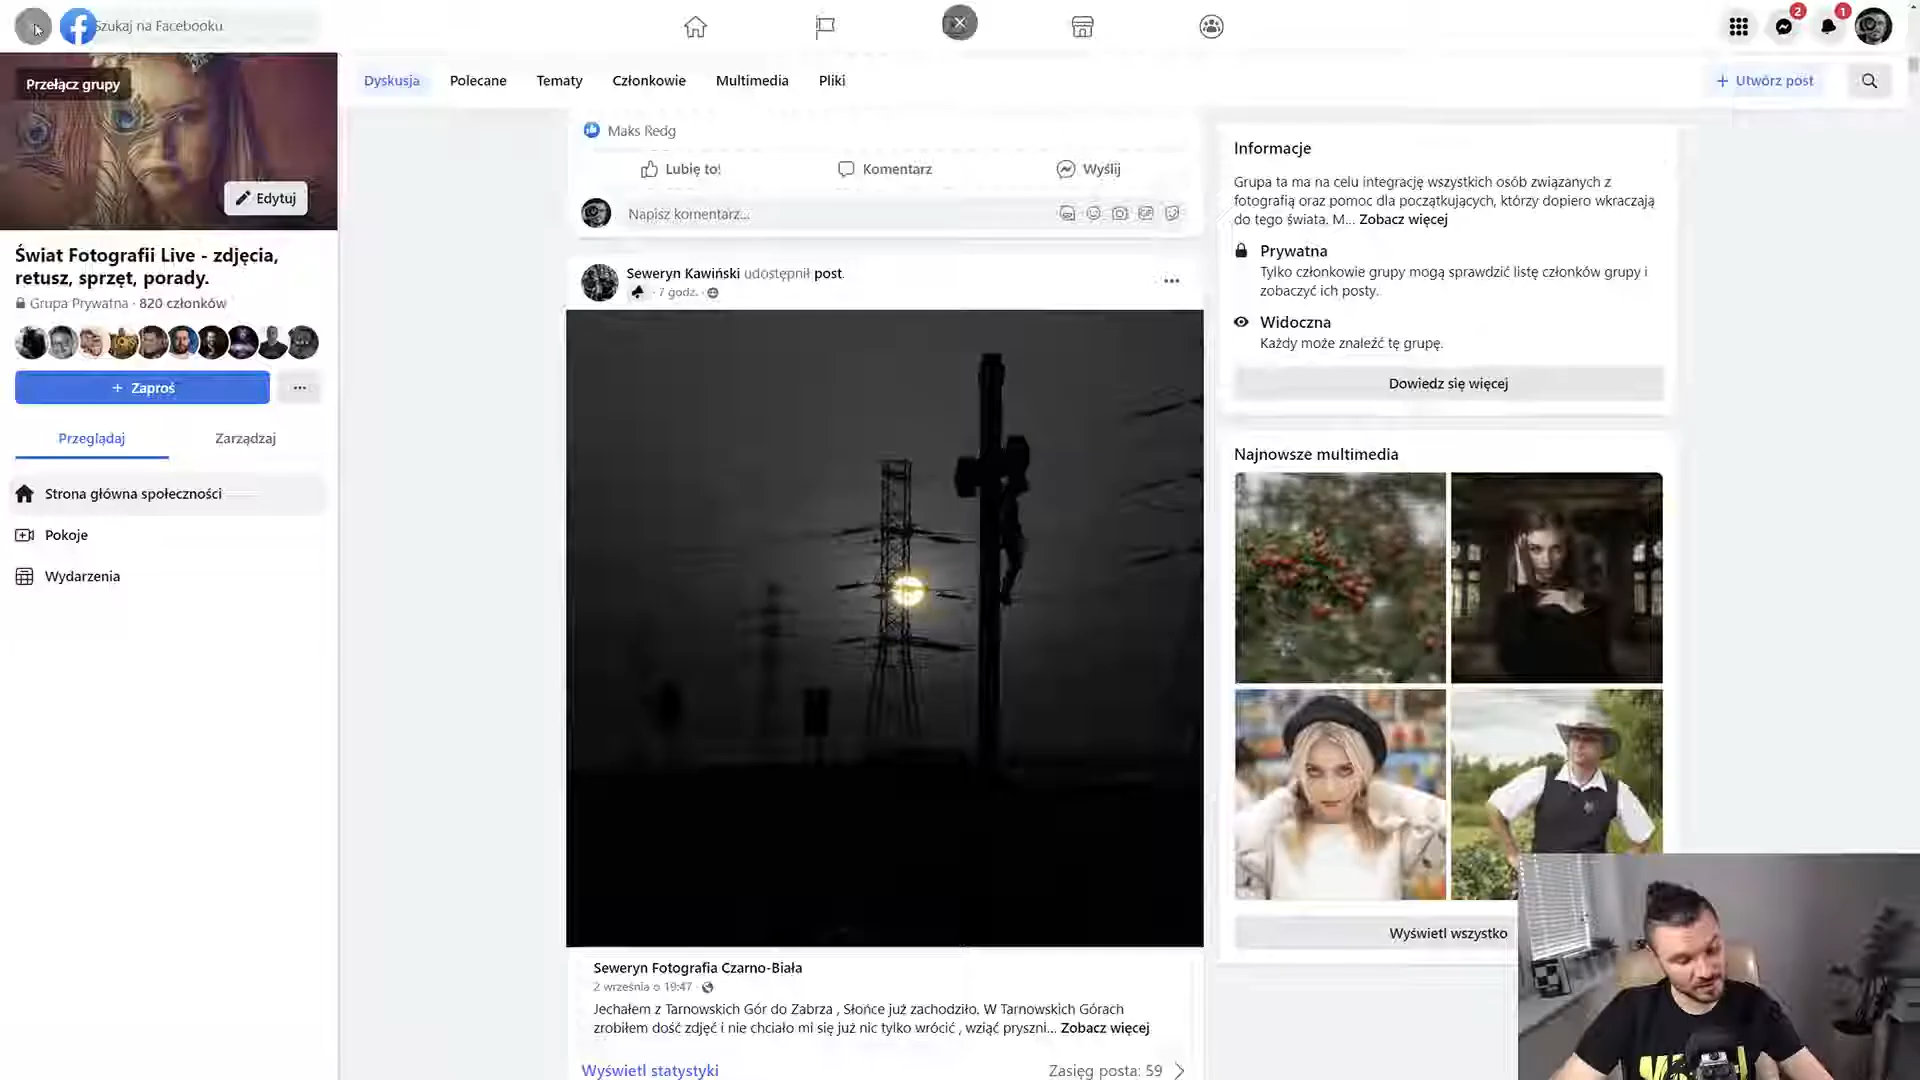 Szukaj na Facebooku
2
1
Przełącz grupy
Edytuj
Świat Fotografii Live - zdjęcia,
retusz, sprzęt, porady.
Grupa Prywatna · 820 członków
+ Zaproś
Przeglądaj
Zarządzaj
Strona główna społeczności
Pokoje
Wydarzenia
Dyskusja
Polecane
Tematy
Członkowie
Multimedia
Pliki
+ Utwórz post
Maks Redg
Lubię to!
Komentarz
Wyślij
Napisz komentarz...
Seweryn Kawiński udostępnił post.
· 7 godz. ·
Seweryn Fotografia Czarno-Biała
2 września o 19:47 ·
Jechałem z Tarnowskich Gór do Zabrza , Słońce już zachodziło. W Tarnowskich Górach
zrobiłem dość zdjęć i nie chciało mi się już nic tylko wrócić , wziąć pryszni... Zobacz więcej
Wyświetl statystyki
Zasięg posta: 59
Informacje
Grupa ta ma na celu integrację wszystkich osób związanych z
fotografią oraz pomoc dla początkujących, którzy dopiero wkraczają
do tego świata. M... Zobacz więcej
Prywatna
Tylko członkowie grupy mogą sprawdzić listę członków grupy i
zobaczyć ich posty.
Widoczna
Każdy może znaleźć tę grupę.
Dowiedz się więcej
Najnowsze multimedia
Wyświetl wszystko